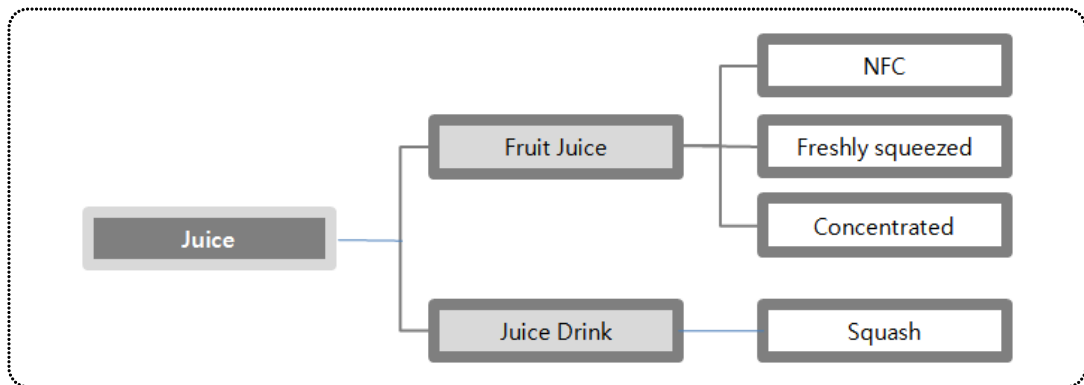 Juice
Fruit Juice
NFC
Freshly squeezed
Concentrated
Juice Drink
Squash